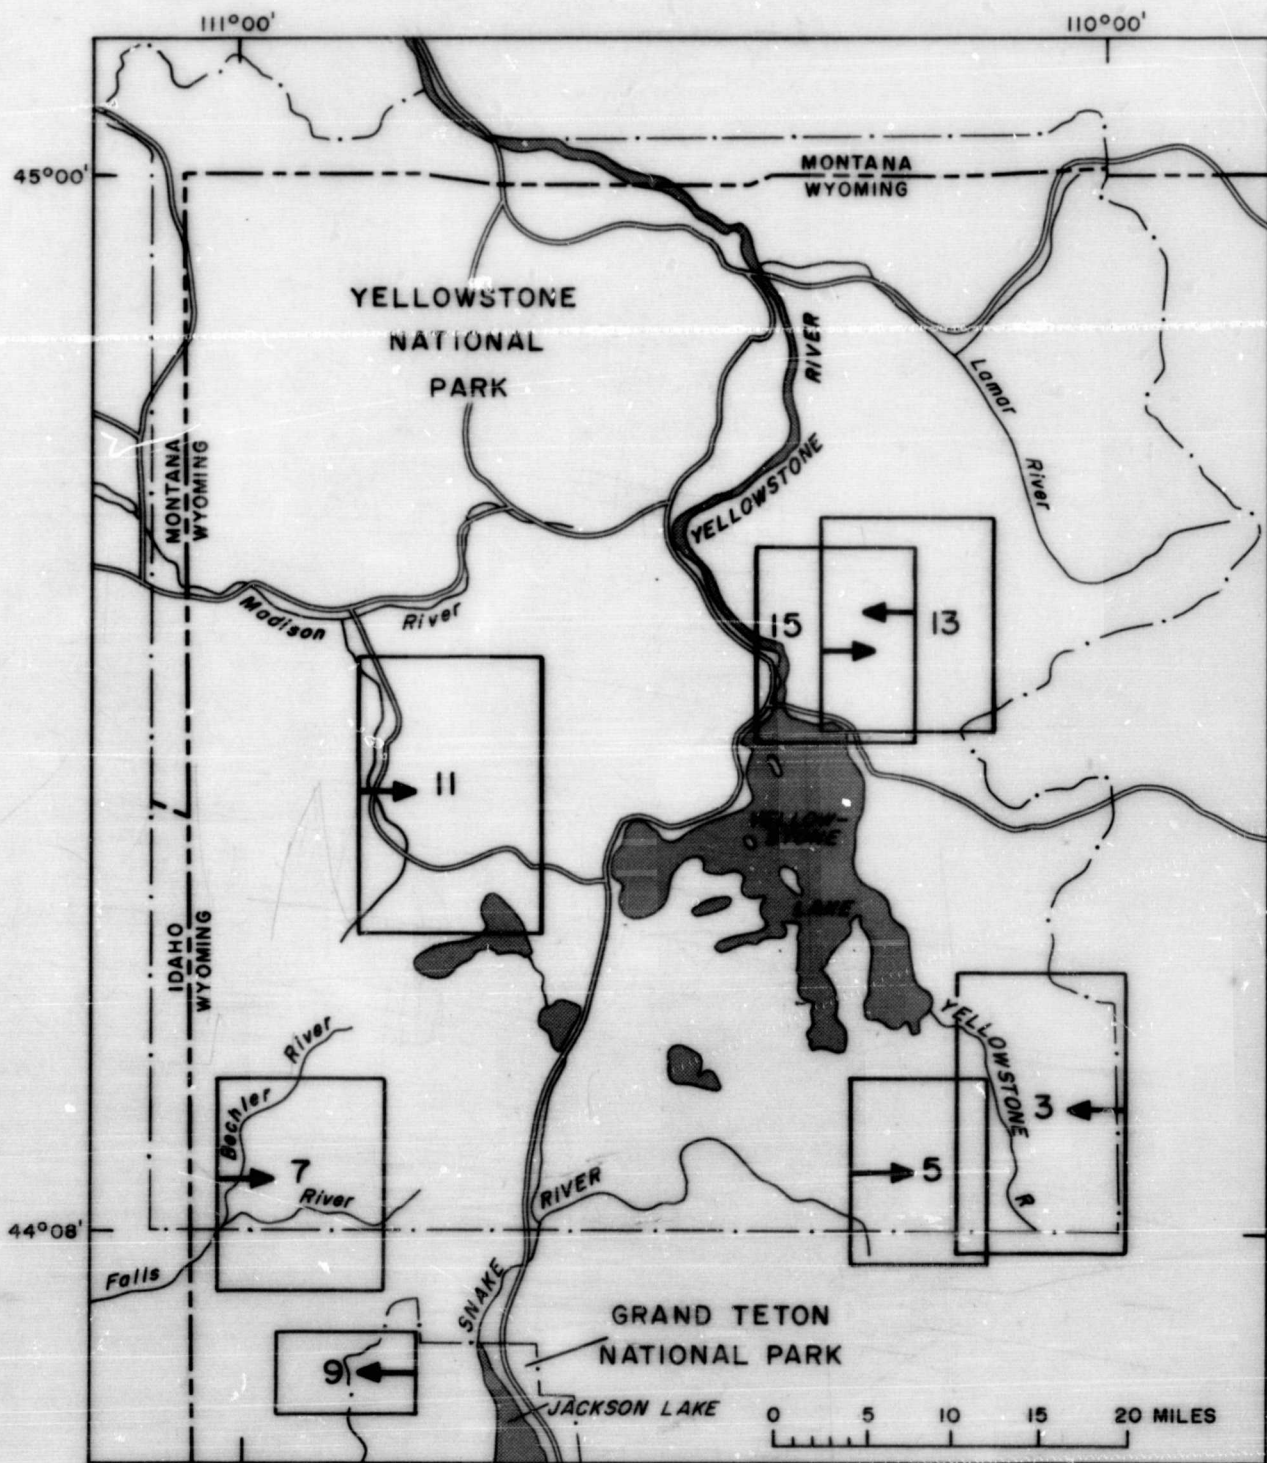 111°00'
110°00'
45°00'
MONTANA
WYOMING
YELLOWSTONE
NATIONAL
PARK
RIVER
Lamar
River
MONTANA
WYOMING
YELLOWSTONE
Madison
River
15
13
11
YELLOW-
STONE
LAKE
IDAHO
WYOMING
Bechler
River
YELLOWSTONE
R
3
5
7
River
RIVER
44°08'
Falls
SNAKE
GRAND TETON
NATIONAL PARK
9
JACKSON LAKE
0 5 10 15 20 MILES